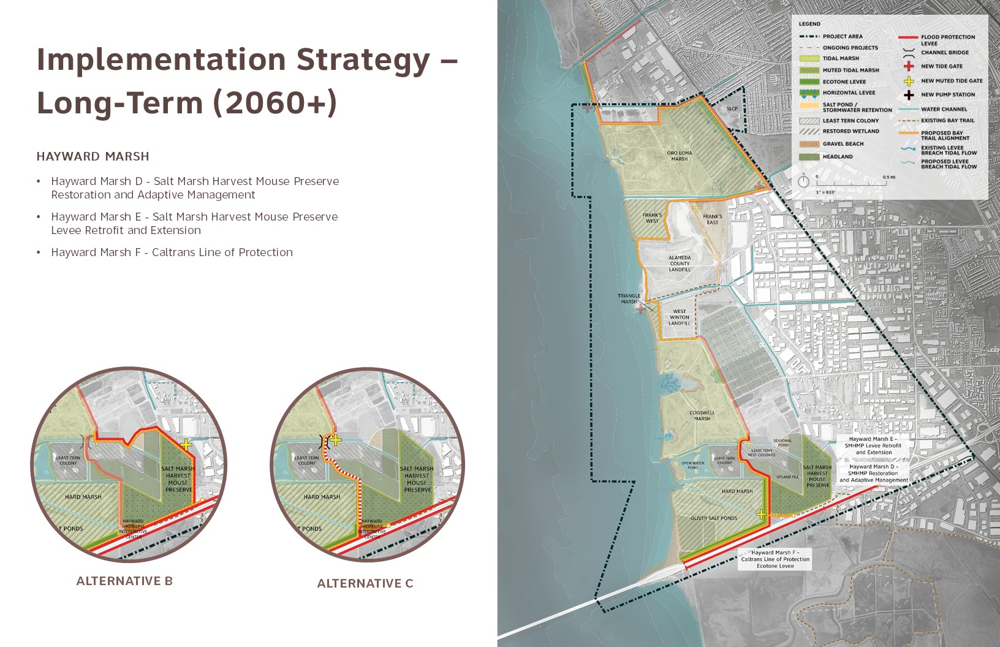 Implementation Strategy –
Long-Term (2060+)
HAYWARD MARSH
• Hayward Marsh D - Salt Marsh Harvest Mouse Preserve
Restoration and Adaptive Management
• Hayward Marsh E - Salt Marsh Harvest Mouse Preserve
Levee Retrofit and Extension
• Hayward Marsh F - Caltrans Line of Protection
LEAST TERN
COLONY
HARD MARSH
T PONDS
SALT MARSH
HARVEST
MOUSE
PRESERVE
HAYWARD
SHORELINE
INTERPRETIVE
CENTER
ALTERNATIVE B
LEAST TERN
COLONY
HARD MARSH
T PONDS
SALT MARSH
HARVEST
MOUSE
PRESERVE
HAYWARD
SHORELINE
INTERPRETIVE
CENTER
ALTERNATIVE C
LEGEND
PROJECT AREA
ONGOING PROJECTS
TIDAL MARSH
MUTED TIDAL MARSH
ECOTONE LEVEE
HORIZONTAL LEVEE
SALT POND /
STORMWATER RETENTION
LEAST TERN COLONY
RESTORED WETLAND
GRAVEL BEACH
HEADLAND
FLOOD PROTECTION
LEVEE
CHANNEL BRIDGE
NEW TIDE GATE
NEW MUTED TIDE GATE
NEW PUMP STATION
WATER CHANNEL
EXISTING BAY TRAIL
PROPOSED BAY
TRAIL ALIGNMENT
EXISTING LEVEE
BREACH TIDAL FLOW
PROPOSED LEVEE
BREACH TIDAL FLOW
N
0 0.5 MI
1" = 833'
SLCP
ORO LOMA
MARSH
FRANK'S
WEST
FRANK'S
EAST
ALAMEDA
COUNTY
LANDFILL
TRIANGLE
MARSH
WEST
WINTON
LANDFILL
COGSWELL
MARSH
SEASONAL
POND
LEAST TERN
NEST COLONIES
OPEN WATER
POND
LEAST TERN
COLONY
UPLAND FILL
SALT MARSH
HARVEST
MOUSE
PRESERVE
HARD MARSH
OLIVER SALT PONDS
Hayward Marsh E -
SMHMP Levee Retrofit
and Extension
Hayward Marsh D -
SMHMP Restoration
and Adaptive Management
Hayward Marsh F -
Caltrans Line of Protection
Ecotone Levee